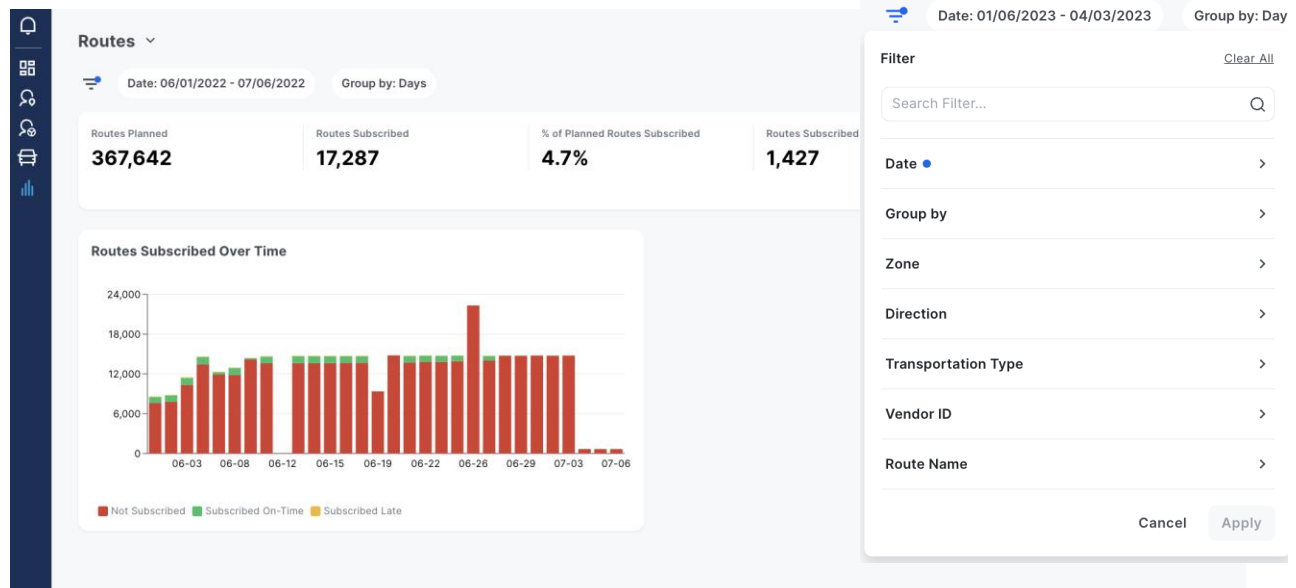 Routes
Date: 06/01/2022 - 07/06/2022
Group by: Days
Routes Planned
367,642
Routes Subscribed
17,287
% of Planned Routes Subscribed
4.7%
Routes Subscribed
1,427
Routes Subscribed Over Time
24,000
18,000
12,000
6,000
0
06-03 06-08 06-12 06-15 06-19 06-22 06-26 06-29 07-03 07-06
Not Subscribed Subscribed On-Time Subscribed Late
Date: 01/06/2023 - 04/03/2023
Group by: Day
Filter
Clear All
Search Filter...
Date
Group by
Zone
Direction
Transportation Type
Vendor ID
Route Name
Cancel
Apply